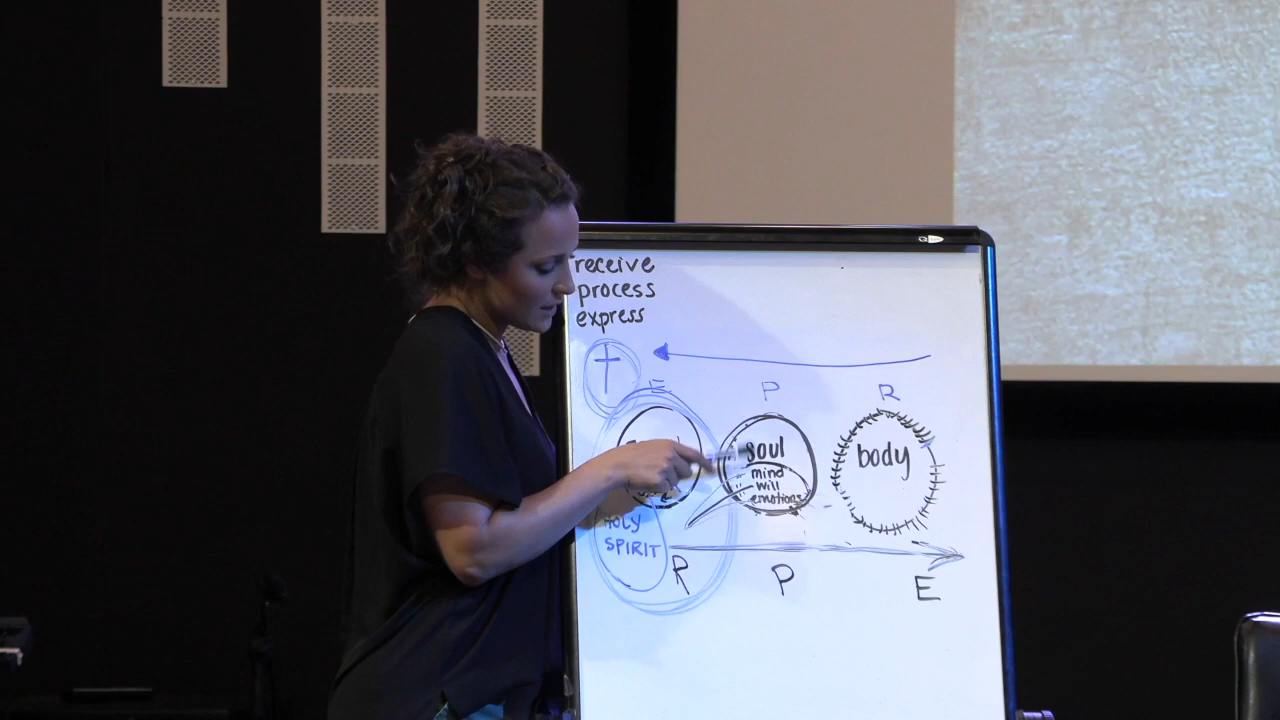 receive
process
express
E P R
soul
mind
will
emotions
body
HOLY
SPIRIT
R P E